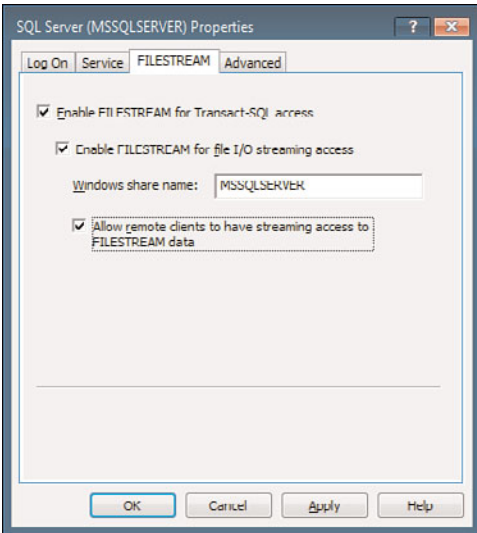 SQL Server (MSSQLSERVER) Properties
Log On Service FILESTREAM Advanced
Enable FILESTREAM for Transact-SQL access
Enable FILESTREAM for file I/O streaming access
Windows share name: MSSQLSERVER
Allow remote clients to have streaming access to
FILESTREAM data
OK Cancel Apply Help